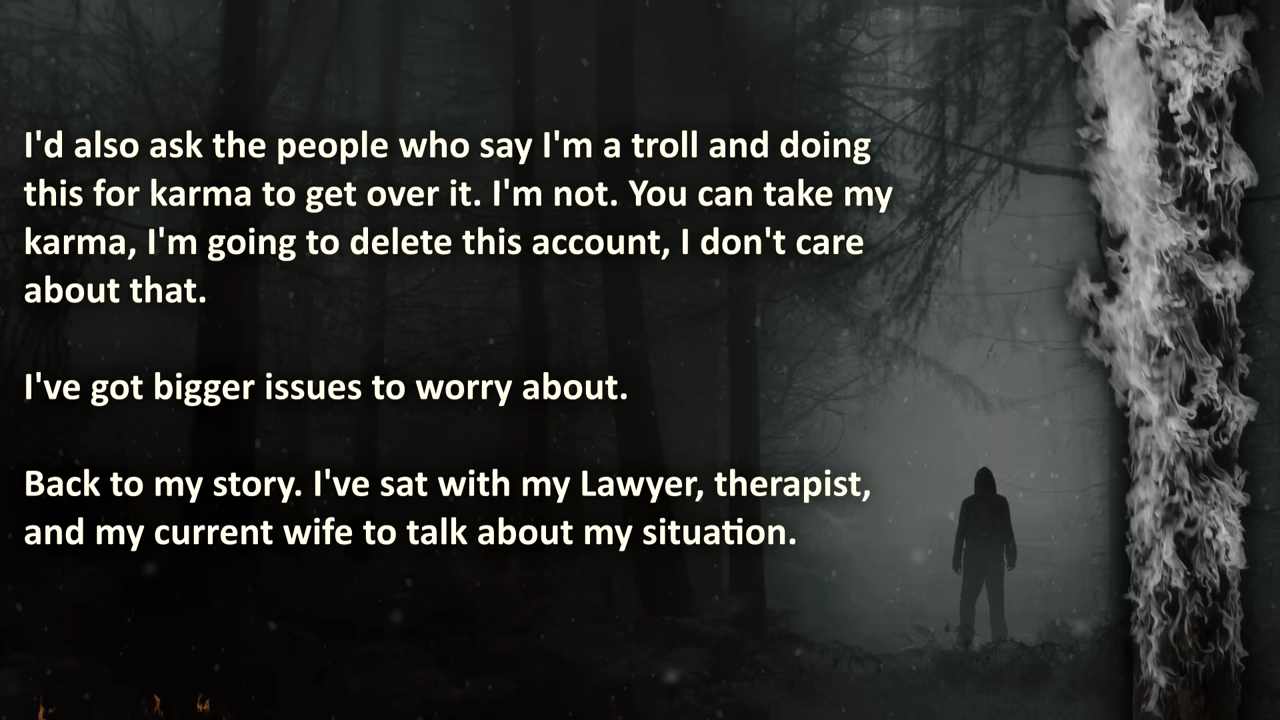 I'd also ask the people who say I'm a troll and doing
this for karma to get over it. I'm not. You can take my
karma, I'm going to delete this account, I don't care
about that.
I've got bigger issues to worry about.
Back to my story. I've sat with my Lawyer, therapist,
and my current wife to talk about my situation.